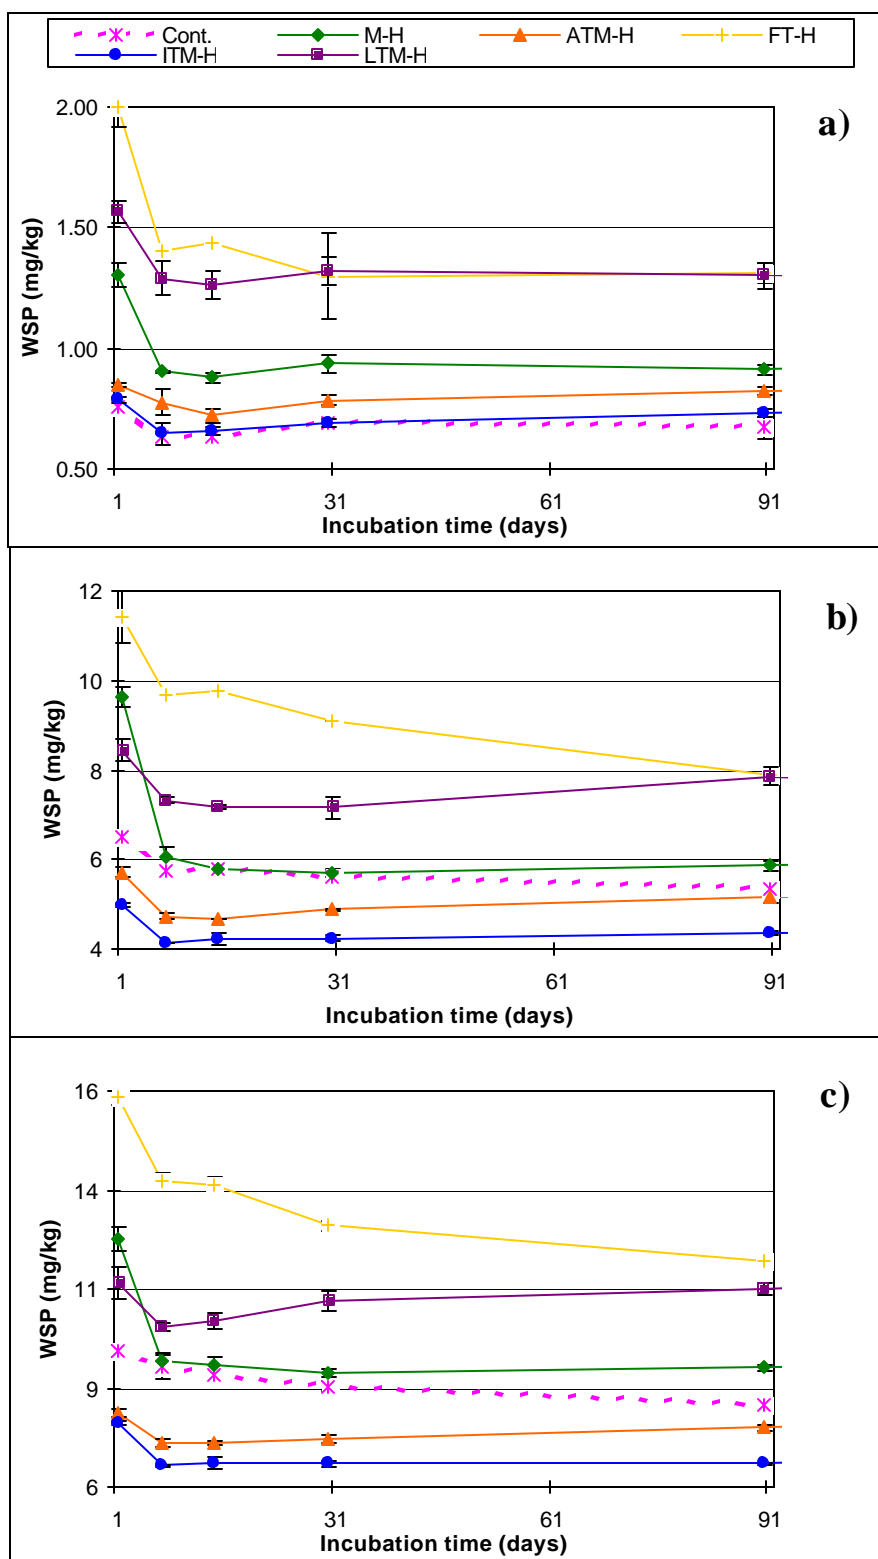 Cont. M-H ATM-H FT-H
ITM-H LTM-H
a)
2.00
1.50
1.00
0.50
WSP (mg/kg)
1 31 61 91
Incubation time (days)
b)
12
10
8
6
4
WSP (mg/kg)
1 31 61 91
Incubation time (days)
c)
16
14
11
9
6
WSP (mg/kg)
1 31 61 91
Incubation time (days)